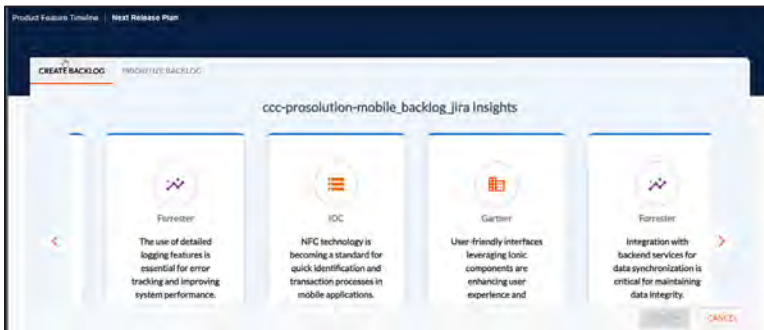 Product Feature Timeline | Next Release Plan
CREATE BACKLOG PRIORITIZE BACKLOG
ccc-prosolution-mobile_backlog_jira Insights
Forrester
The use of detailed
logging features is
essential for error
tracking and improving
system performance.
IDC
NFC technology is
becoming a standard for
quick identification and
transaction processes in
mobile applications.
Gartner
User-friendly interfaces
leveraging Ionic
components are
enhancing user
experience and
Forrester
Integration with
backend services for
data synchronization is
critical for maintaining
data integrity.
CANCEL